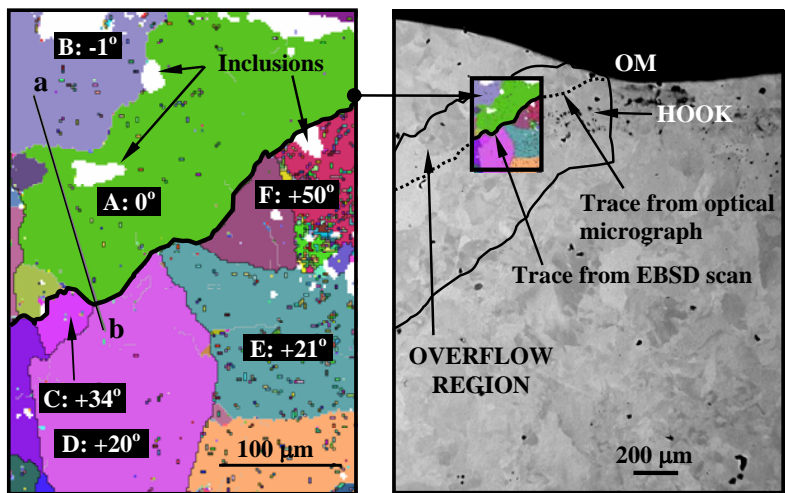 B: -1°
a
Inclusions
A: 0°
F: +50°
b
E: +21°
C: +34°
D: +20°
100 μm
OM
HOOK
Trace from optical
micrograph
Trace from EBSD scan
OVERFLOW
REGION
200 μm